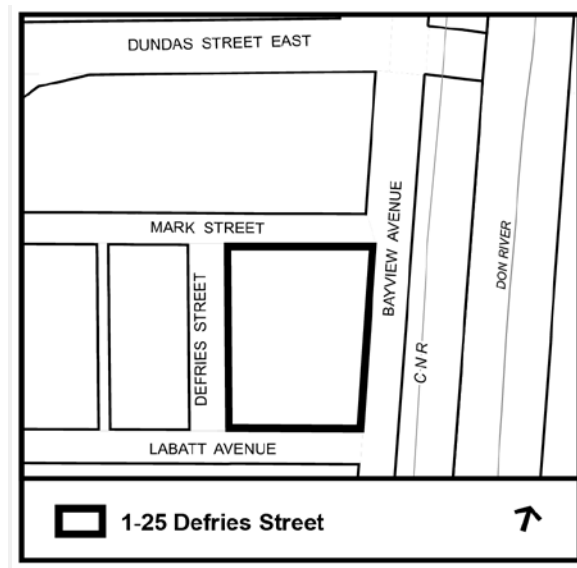 DUNDAS STREET EAST
MARK STREET
BAYVIEW AVENUE
DON RIVER
DEFRIES STREET
CNR
LABATT AVENUE
1-25 Defries Street